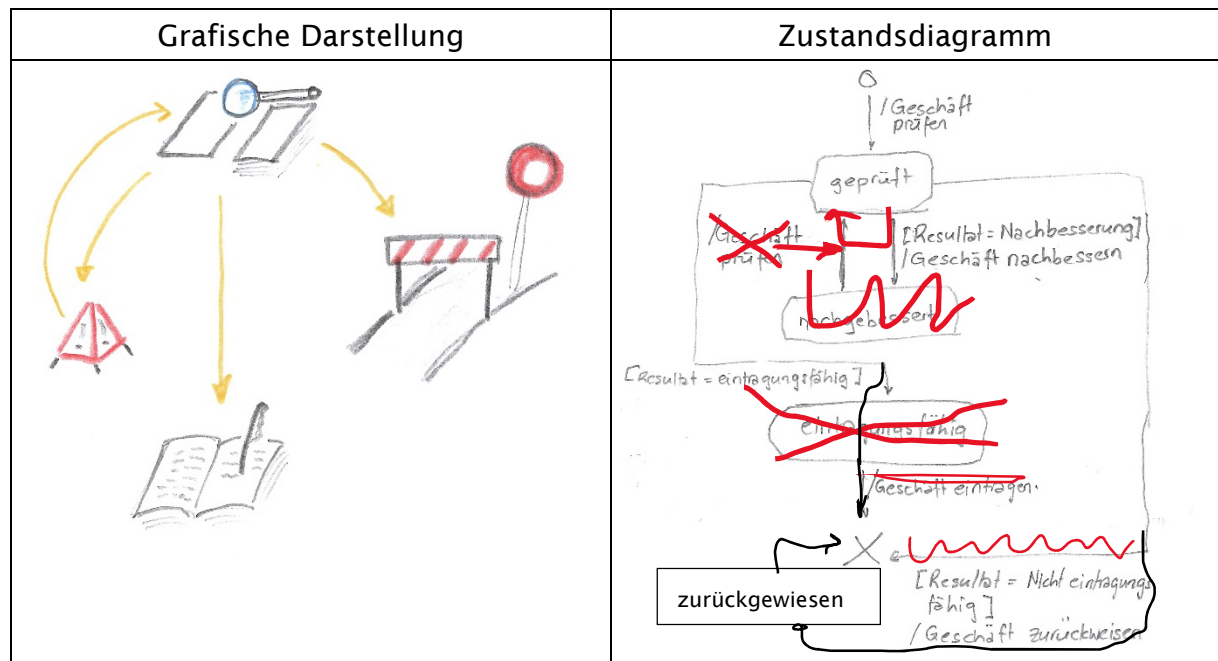 Grafische Darstellung
Zustandsdiagramm
/Geschäft
prüfen
geprüft
/Geschäft
prüfen
[Resultat=Nachbesserung]
/Geschäft nachbessern
nachgebessert
[Resultat = eintragungsfähig]
eintragungsfähig
/Geschäft eintragen.
[Resultat = Nicht eintragungs
fähig]
/Geschäft zurückweisen
zurückgewiesen